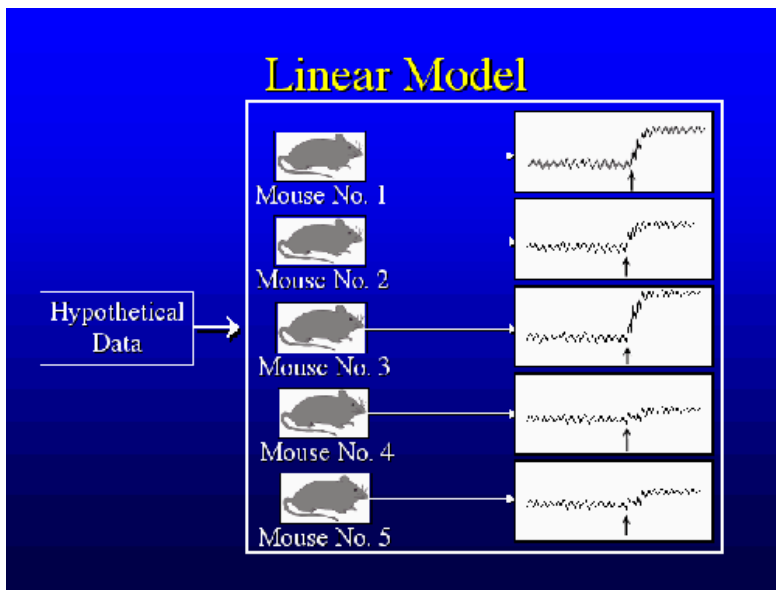 Linear Model
Mouse No. 1
Mouse No. 2
Hypothetical
Data
Mouse No. 3
Mouse No. 4
Mouse No. 5